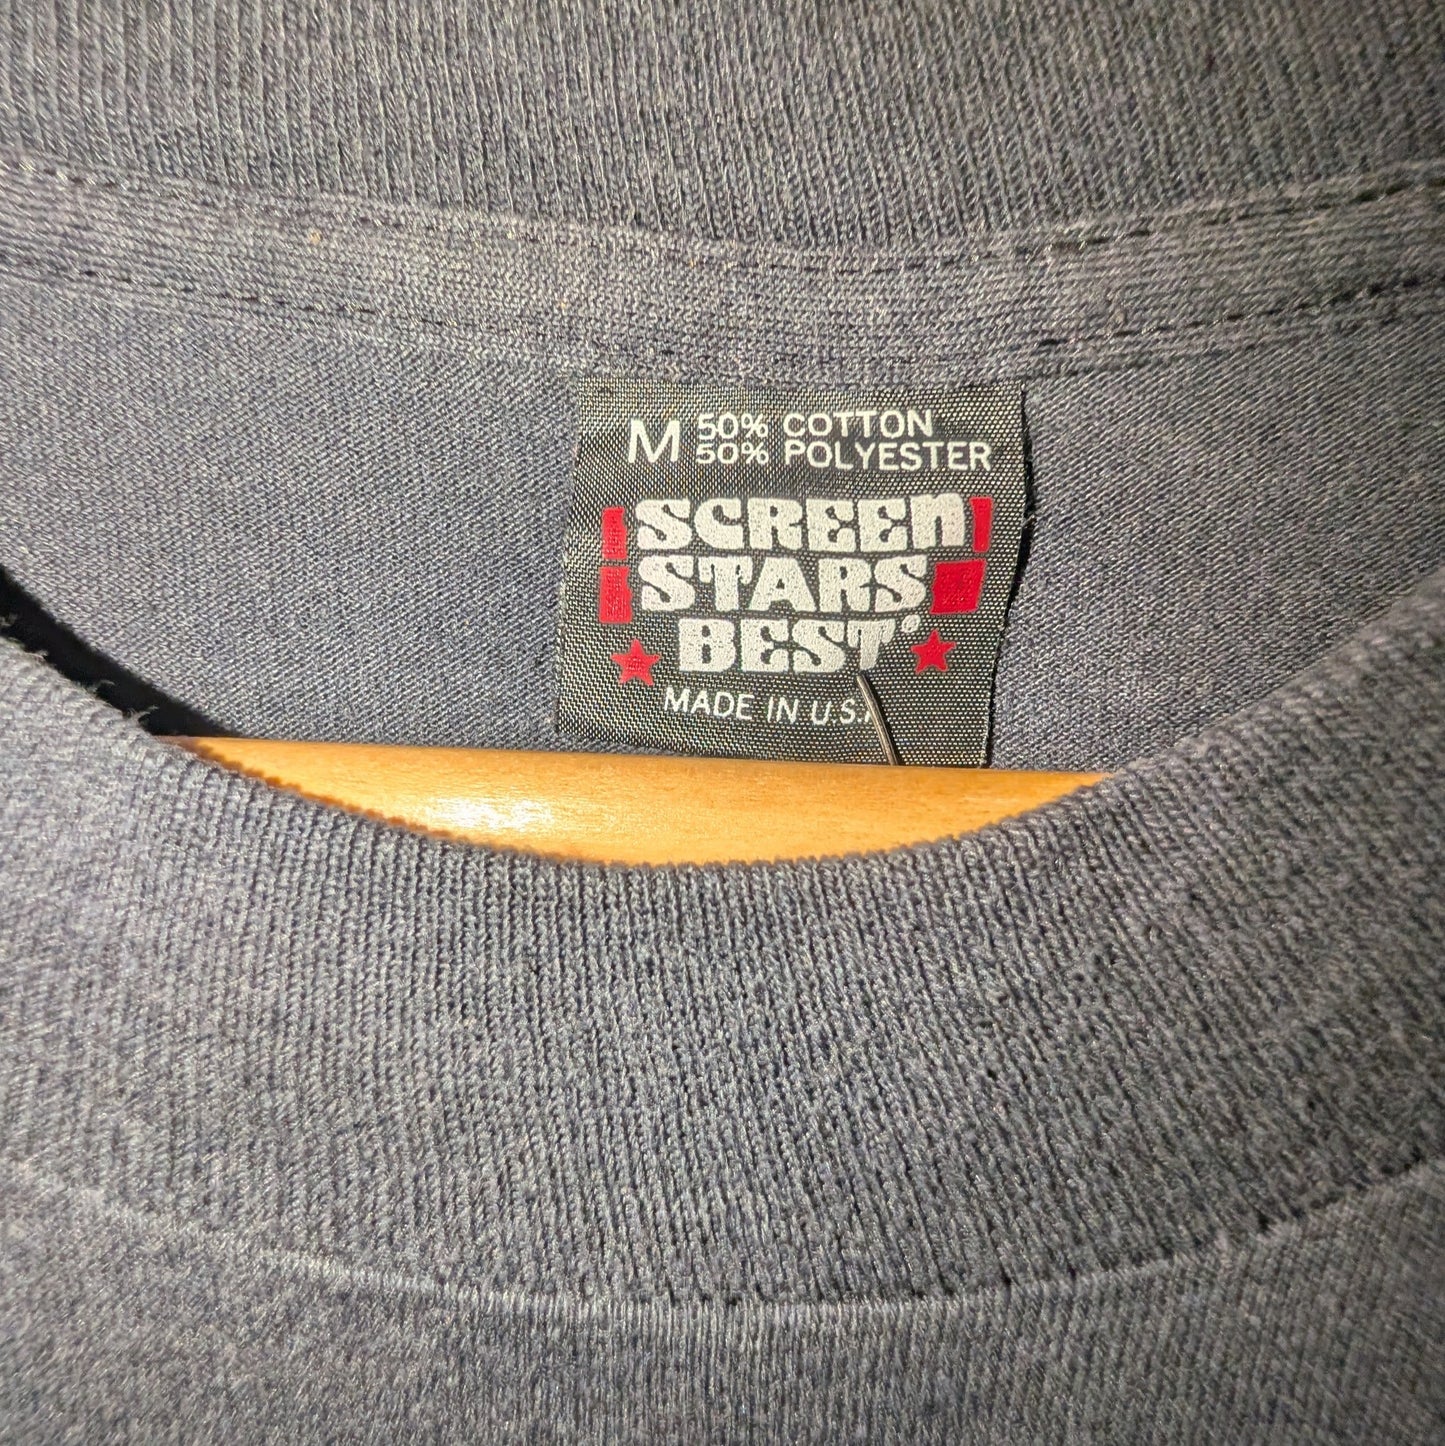 M 50% COTTON
50% POLYESTER
SCREEN
STARS
BEST®
MADE IN U.S.A